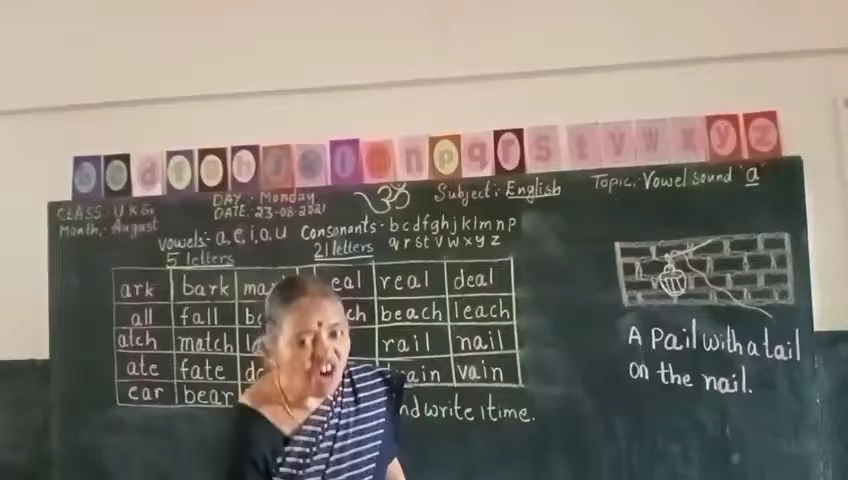 b c d e f g h i j k l m n p q r s t v w x y z
CLASS: UKG
Month:- August
DAY:- Monday
DATE:- 23-08-2021
ॐ
Subject:- English
Topic:- Vowel sound 'a'
Vowels:- a, e, i, o, u
5 letters
Consonants:- b c d f g h j k l m n p
21 letters
q r s t v w x y z
ark bark eal real deal
all fall beach leach
atch match rail nail
ate fate vain
ear bear
nd write 1 time.
A Pail with a tail
on the nail.